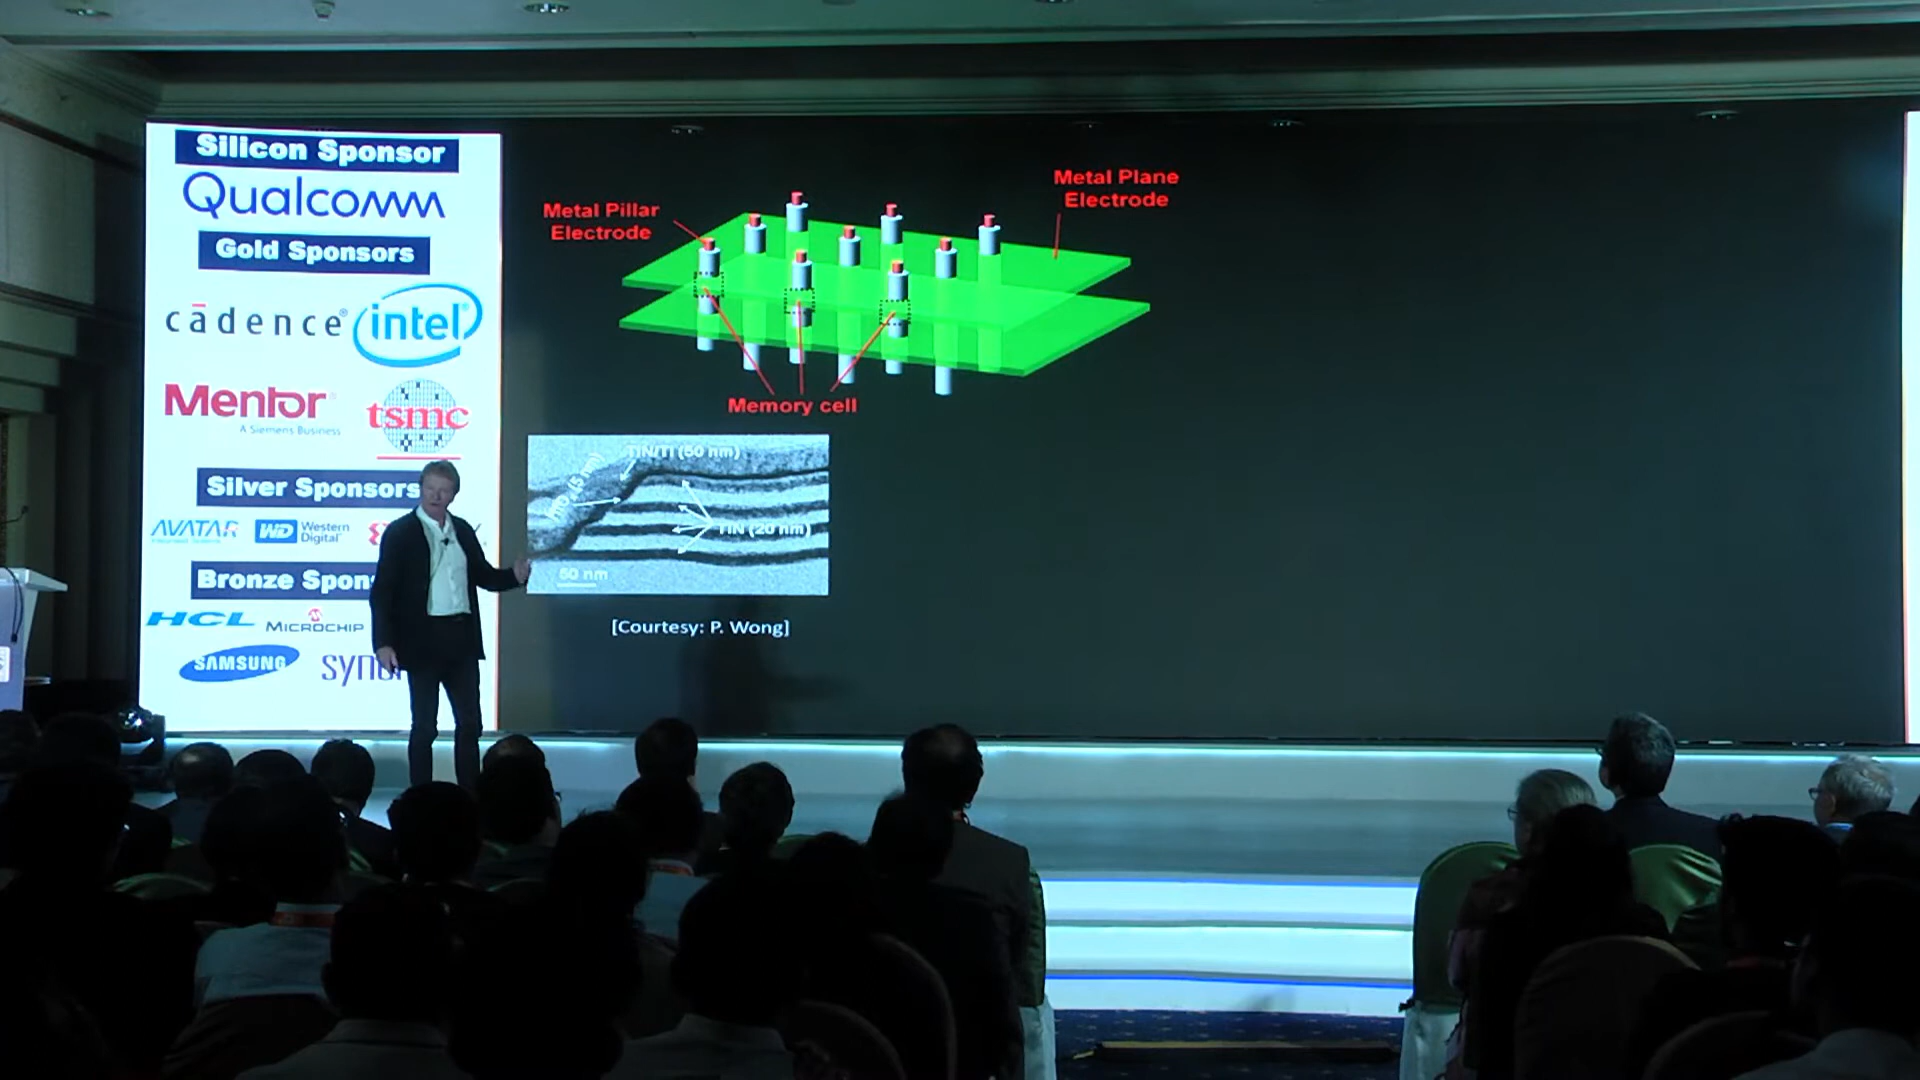 Silicon Sponsor
Qualcomm
Gold Sponsors
cādence®
intel®
Mentor
A Siemens Business
tsmc
Silver Sponsors
AVATAR
WD Western
Digital
Bronze Spons
HCL
MICROCHIP
SAMSUNG
Metal Pillar
Electrode
Metal Plane
Electrode
Memory cell
TiN/Ti (50 nm)
TiN (20 nm)
50 nm
[Courtesy: P. Wong]